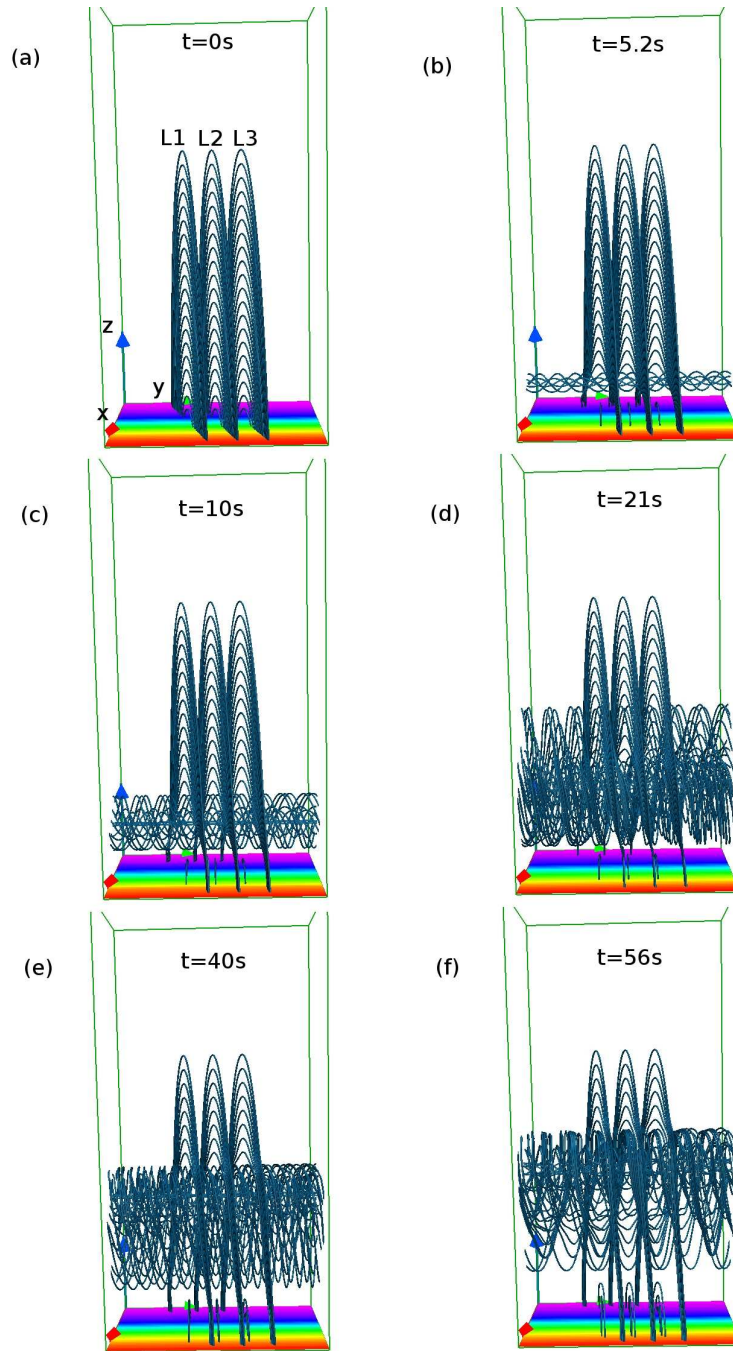 (a)
t=0s
L1 L2 L3
z
y
x
(b)
t=5.2s
(c)
t=10s
(d)
t=21s
(e)
t=40s
(f)
t=56s